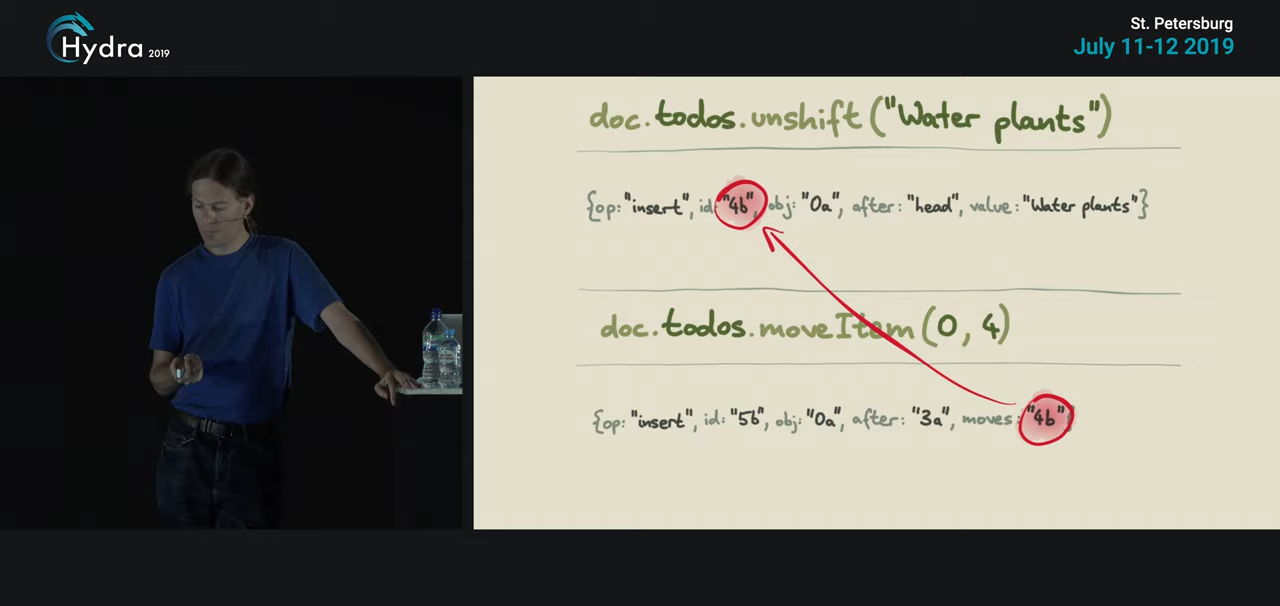 Hydra 2019
St. Petersburg
July 11-12 2019
doc.todos.unshift("Water plants")
{op: "insert", id: "4b", obj: "0a", after: "head", value: "Water plants"}
doc.todos.moveItem(0, 4)
{op: "insert", id: "5b", obj: "0a", after: "3a", moves: "4b"}